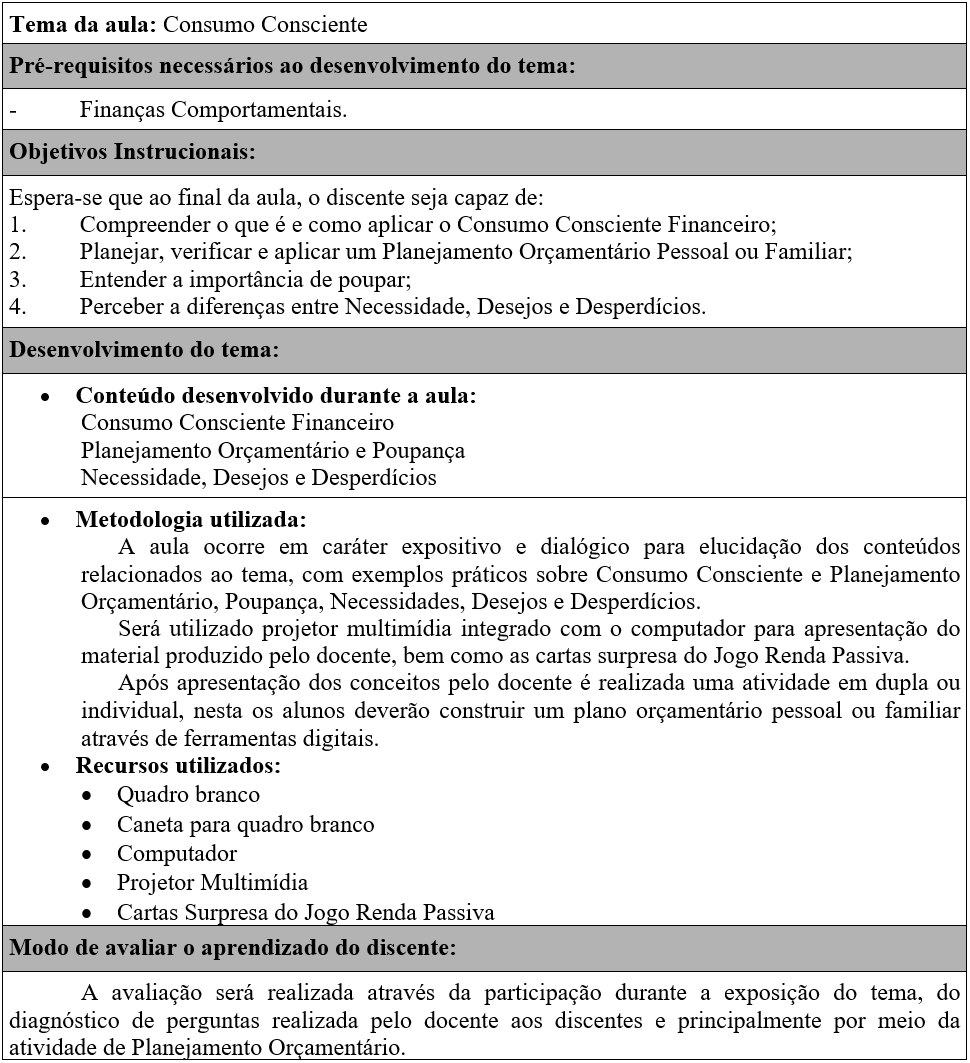 Tema da aula: Consumo Consciente
Pré-requisitos necessários ao desenvolvimento do tema:
- Finanças Comportamentais.
Objetivos Instrucionais:
Espera-se que ao final da aula, o discente seja capaz de:
1. Compreender o que é e como aplicar o Consumo Consciente Financeiro;
2. Planejar, verificar e aplicar um Planejamento Orçamentário Pessoal ou Familiar;
3. Entender a importância de poupar;
4. Perceber a diferenças entre Necessidade, Desejos e Desperdícios.
Desenvolvimento do tema:
• Conteúdo desenvolvido durante a aula:
Consumo Consciente Financeiro
Planejamento Orçamentário e Poupança
Necessidade, Desejos e Desperdícios
• Metodologia utilizada:
A aula ocorre em caráter expositivo e dialógico para elucidação dos conteúdos
relacionados ao tema, com exemplos práticos sobre Consumo Consciente e Planejamento
Orçamentário, Poupança, Necessidades, Desejos e Desperdícios.
Será utilizado projetor multimídia integrado com o computador para apresentação do
material produzido pelo docente, bem como as cartas surpresa do Jogo Renda Passiva.
Após apresentação dos conceitos pelo docente é realizada uma atividade em dupla ou
individual, nesta os alunos deverão construir um plano orçamentário pessoal ou familiar
através de ferramentas digitais.
• Recursos utilizados:
• Quadro branco
• Caneta para quadro branco
• Computador
• Projetor Multimídia
• Cartas Surpresa do Jogo Renda Passiva
Modo de avaliar o aprendizado do discente:
A avaliação será realizada através da participação durante a exposição do tema, do
diagnóstico de perguntas realizada pelo docente aos discentes e principalmente por meio da
atividade de Planejamento Orçamentário.